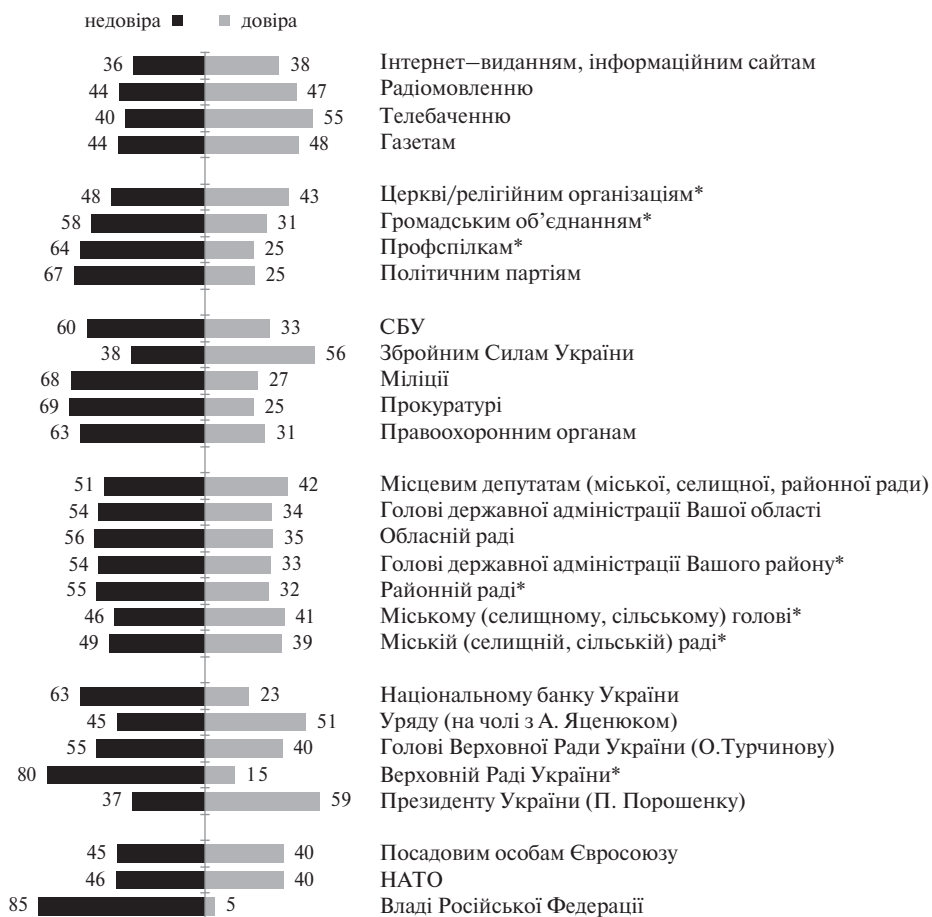 недовіра довіра
36 38 Інтернет–виданням, інформаційним сайтам
44 47 Радіомовленню
40 55 Телебаченню
44 48 Газетам
48 43 Церкві/релігійним організаціям*
58 31 Громадським об’єднанням*
64 25 Профспілкам*
67 25 Політичним партіям
60 33 СБУ
38 56 Збройним Силам України
68 27 Міліції
69 25 Прокуратурі
63 31 Правоохоронним органам
51 42 Місцевим депутатам (міської, селищної, районної ради)
54 34 Голові державної адміністрації Вашої області
56 35 Обласній раді
54 33 Голові державної адміністрації Вашого району*
55 32 Районній раді*
46 41 Міському (селищному, сільському) голові*
49 39 Міській (селищній, сільській) раді*
63 23 Національному банку України
45 51 Уряду (на чолі з А. Яценюком)
55 40 Голові Верховної Ради України (О.Турчинову)
80 15 Верховній Раді України*
37 59 Президенту України (П. Порошенку)
45 40 Посадовим особам Євросоюзу
46 40 НАТО
85 5 Владі Російської Федерації